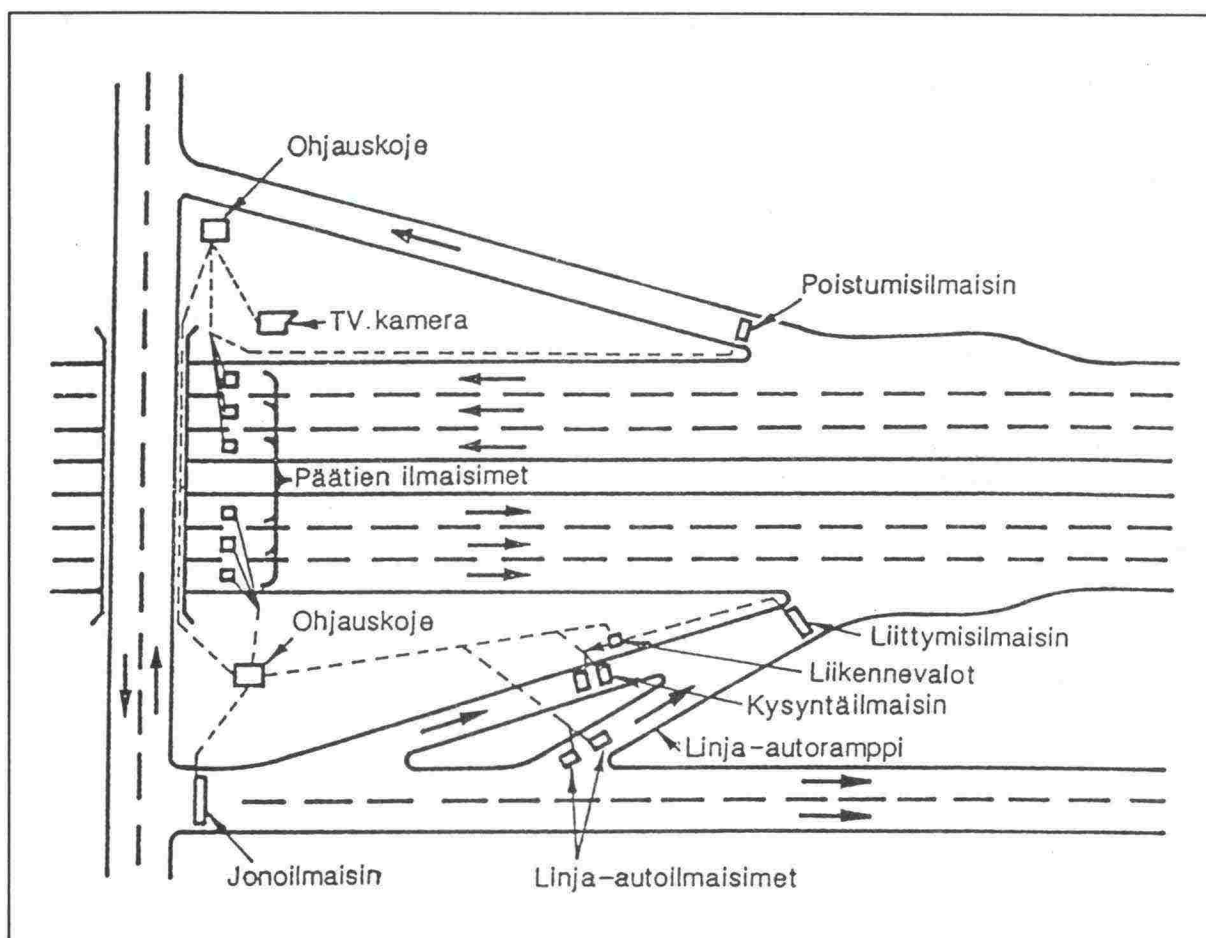 Ohjauskoje
Poistumisilmaisin
TV.kamera
Päätien ilmaisimet
Ohjauskoje
Liittymisilmaisin
Liikennevalot
Kysyntäilmaisin
Linja-autoramppi
Jonoilmaisin
Linja-autoilmaisimet